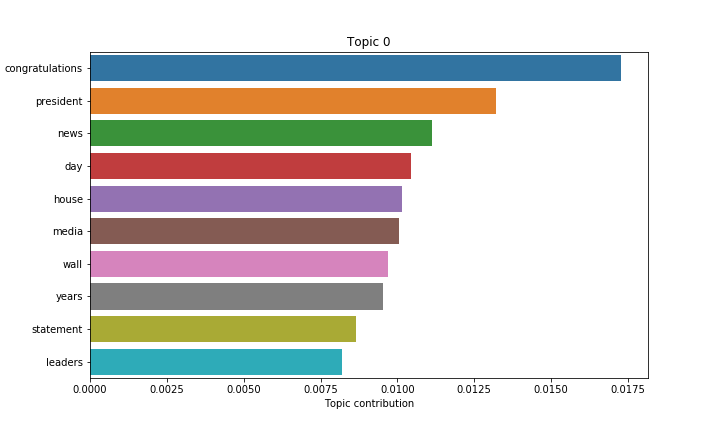 Topic 0
congratulations
president
news
day
house
media
wall
years
statement
leaders
0.0000 0.0025 0.0050 0.0075 0.0100 0.0125 0.0150 0.0175
Topic contribution